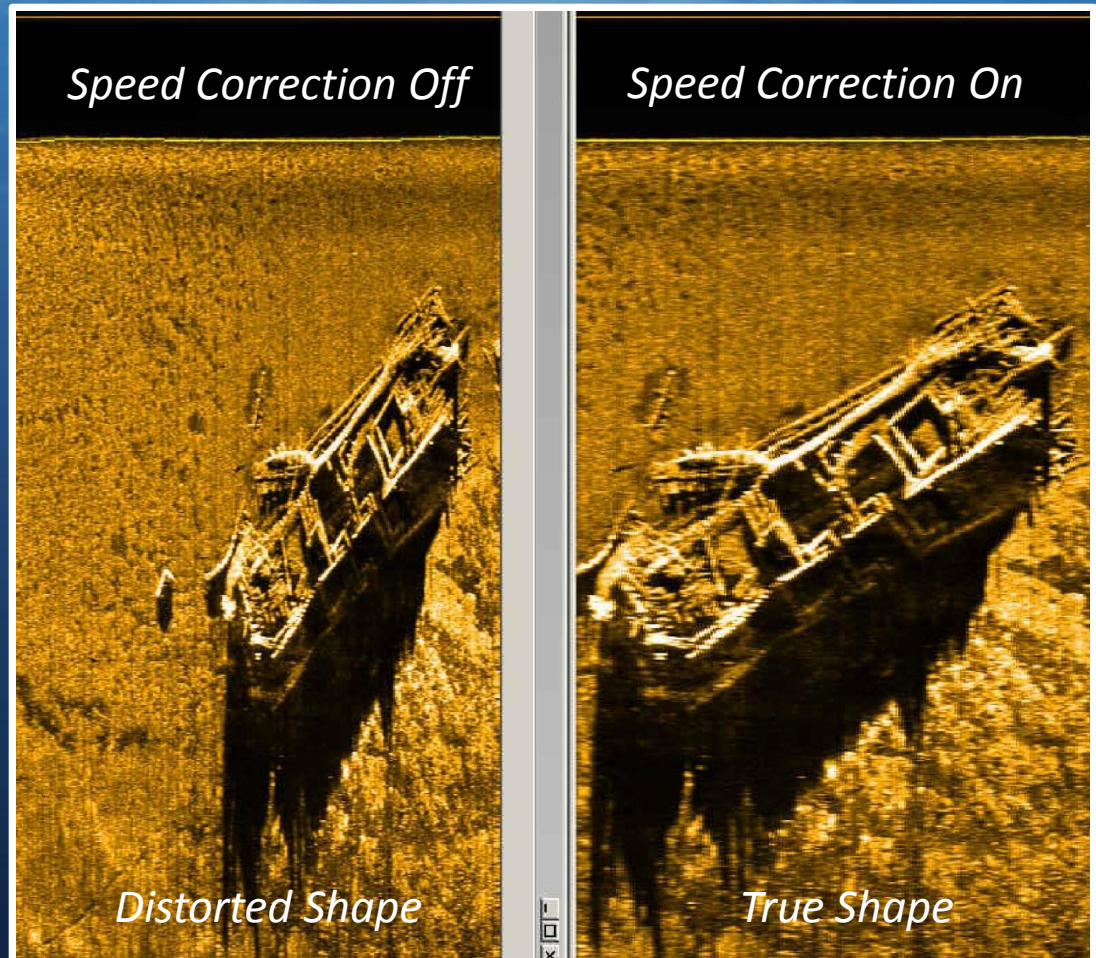 Speed Correction Off
Speed Correction On
Distorted Shape
True Shape